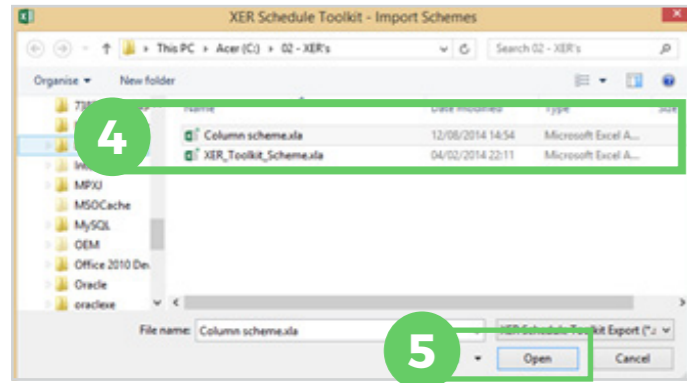 XER Schedule Toolkit - Import Schemes
This PC Acer (C:) 02 - XER's Search 02 - XER's
Organise New folder
Name Date modified Type Size
4
Column scheme.xla 12/08/2014 14:54 Microsoft Excel A...
XER_Toolkit_Scheme.xla 04/02/2014 22:11 Microsoft Excel A...
MPXJ
MSOCache
MySQL
OEM
Office 2010 Dev
Oracle
oraclexe
File name: Column scheme.xla XER Schedule Toolkit Export
5
Open Cancel